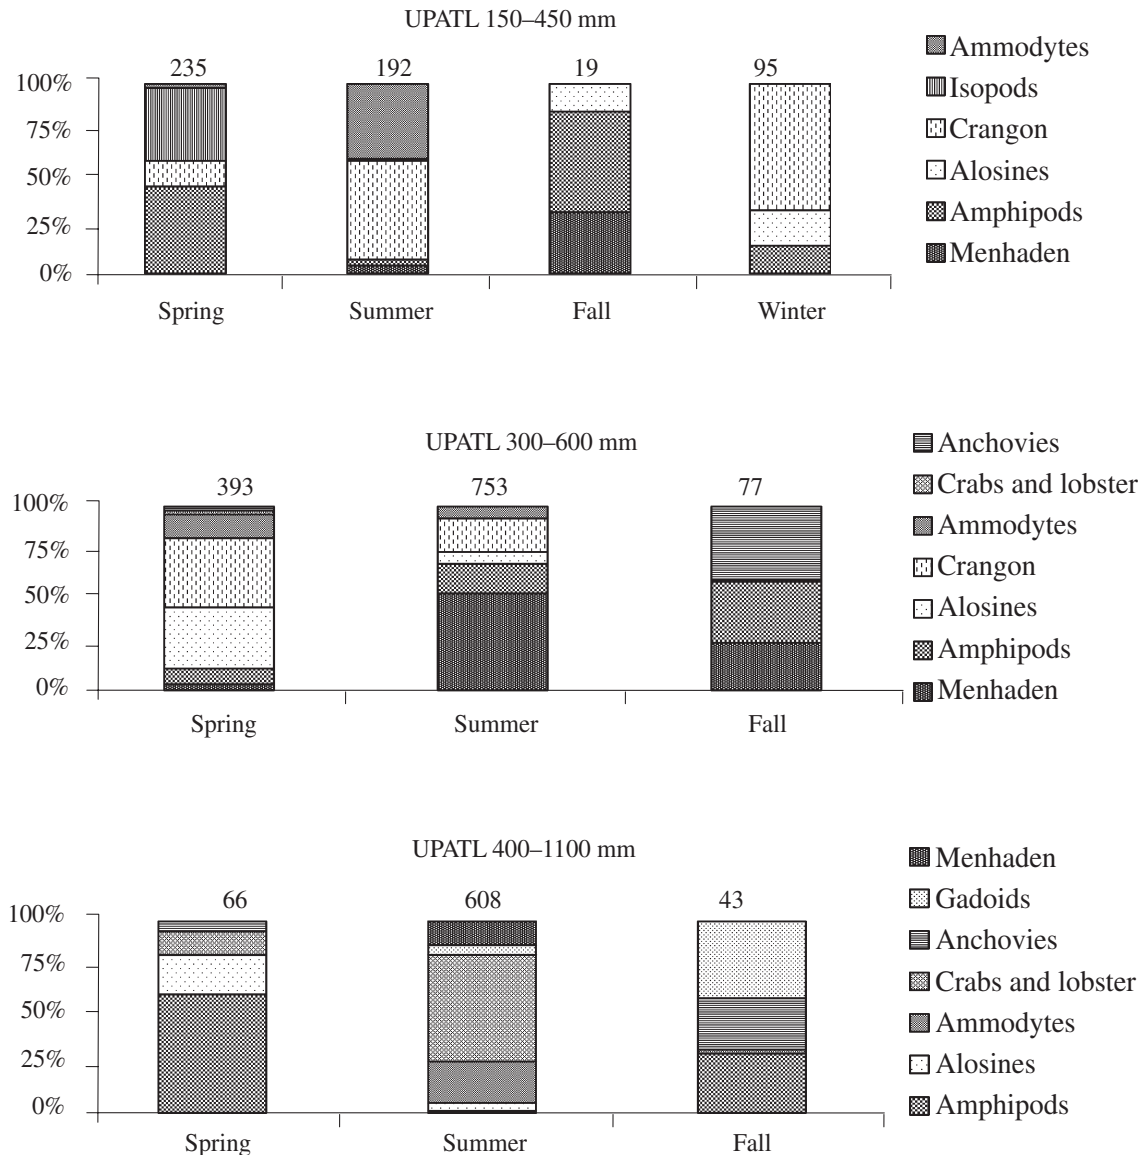 UPATL 150–450 mm
235
192
19
95
100%
75%
50%
25%
0%
Spring
Summer
Fall
Winter
Ammodytes
Isopods
Crangon
Alosines
Amphipods
Menhaden
UPATL 300–600 mm
393
753
77
100%
75%
50%
25%
0%
Spring
Summer
Fall
Anchovies
Crabs and lobster
Ammodytes
Crangon
Alosines
Amphipods
Menhaden
UPATL 400–1100 mm
66
608
43
100%
75%
50%
25%
0%
Spring
Summer
Fall
Menhaden
Gadoids
Anchovies
Crabs and lobster
Ammodytes
Alosines
Amphipods